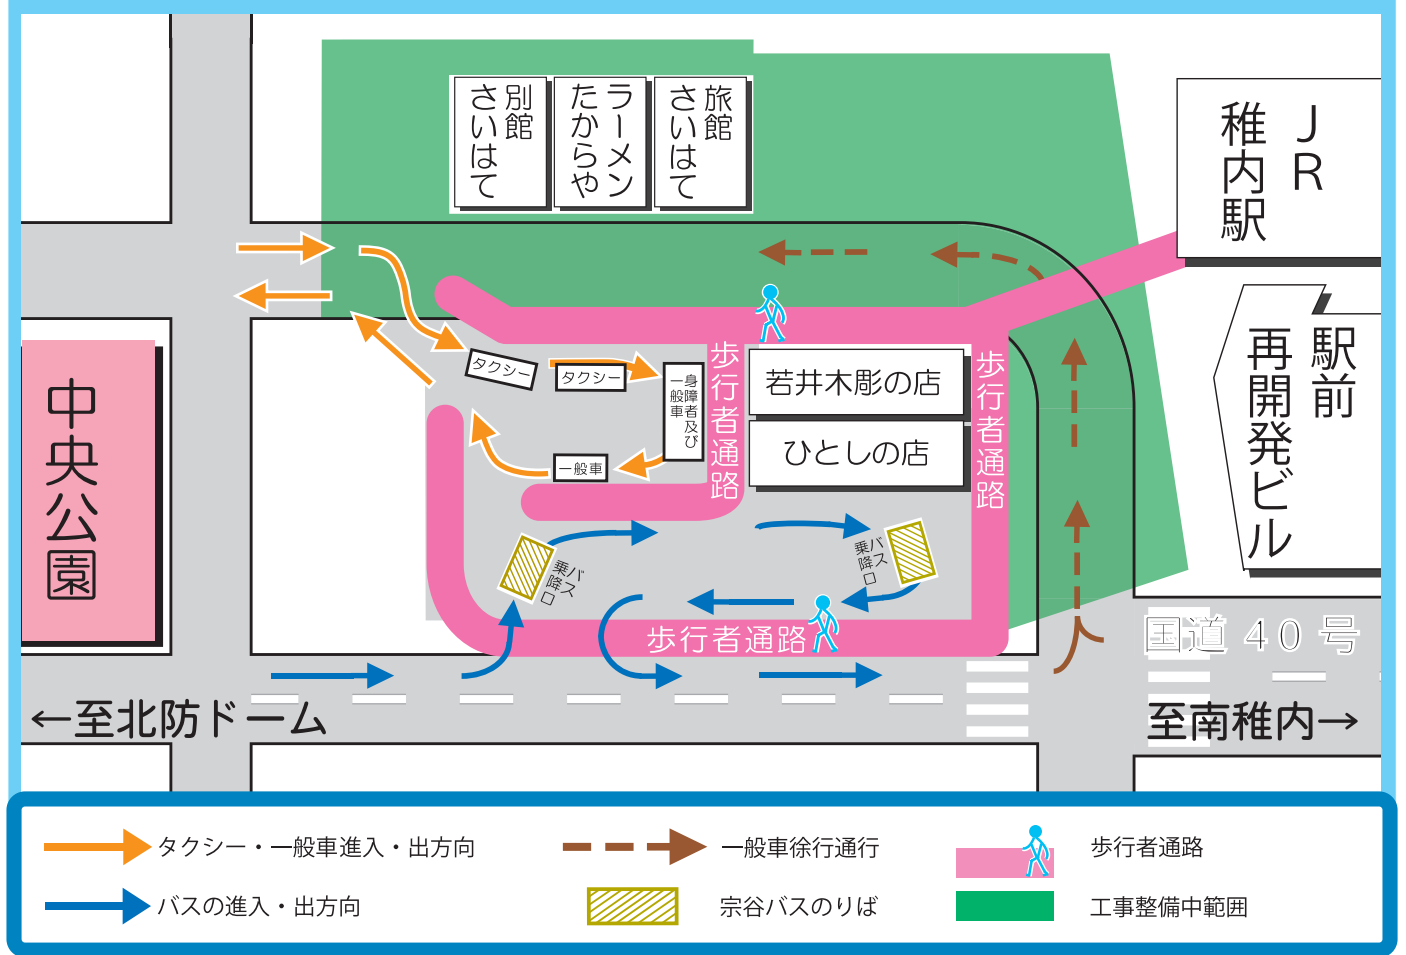 別館
さいはて
ラーメン
たからや
旅館
さいはて
JR
稚内駅
駅前
再開発ビル
中央公園
タクシー
タクシー
身障者及び
一般車
一般車
歩行者通路
若井木彫の店
ひとしの店
歩行者通路
バス
乗降口
バス
乗降口
歩行者通路
国道40号
←至北防ドーム
至南稚内→
タクシー・一般車進入・出方向
一般車徐行通行
歩行者通路
バスの進入・出方向
宗谷バスのりば
工事整備中範囲